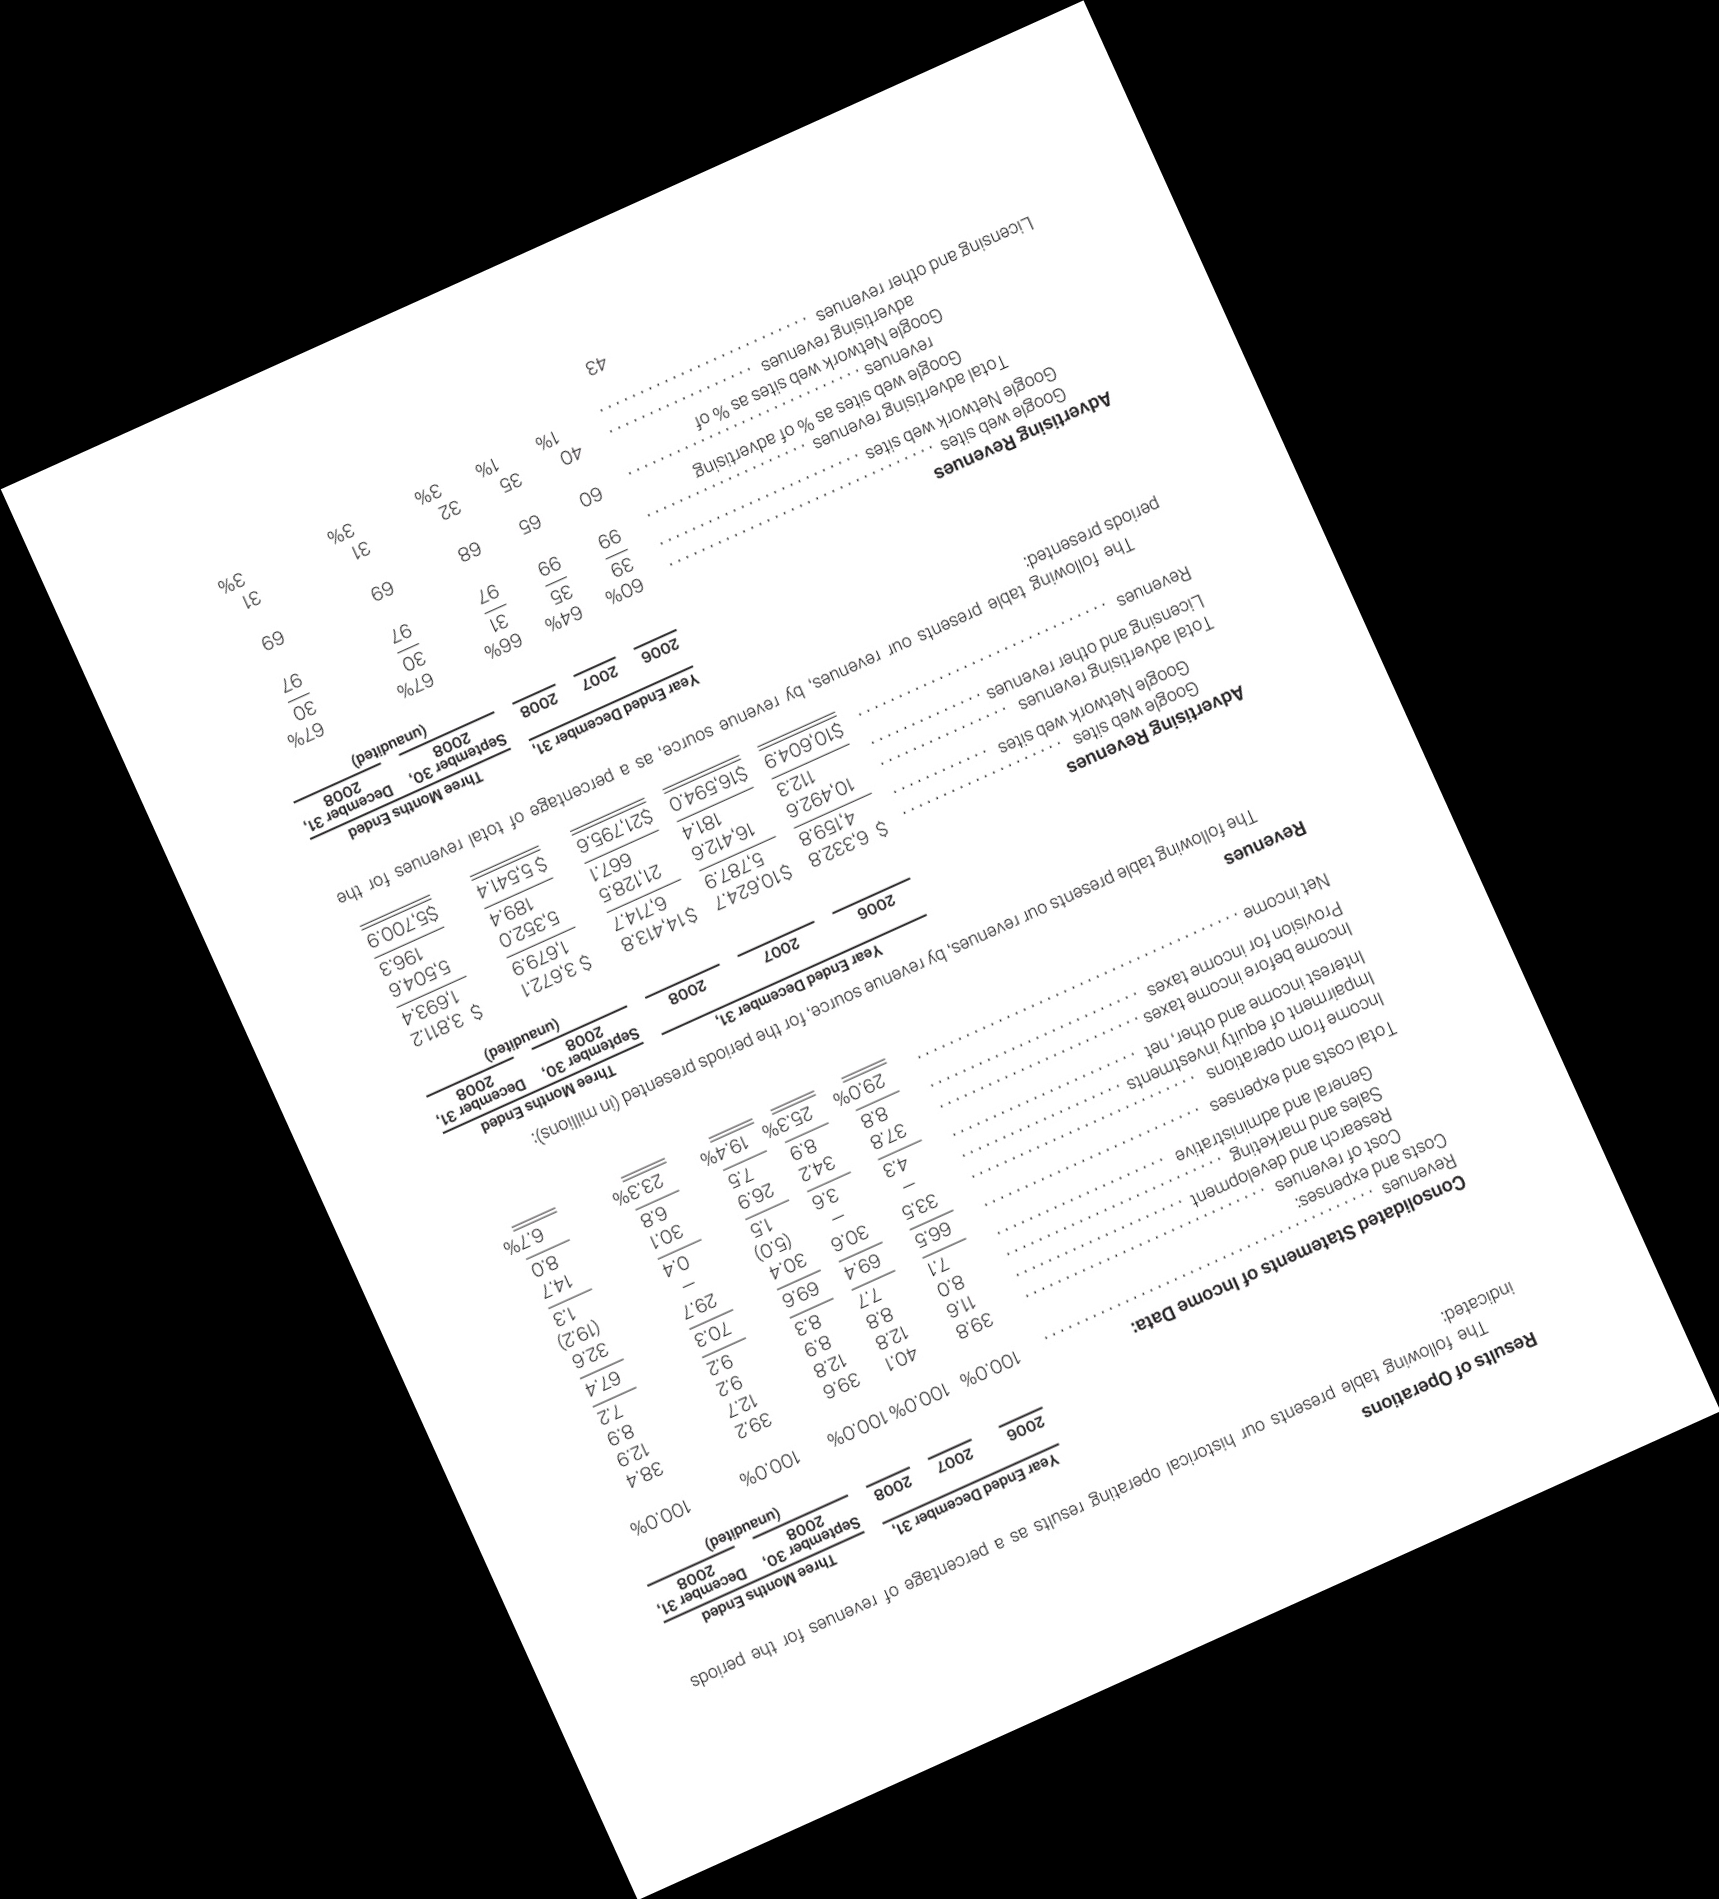 Results of Operations
The following table presents our historical operating results as a percentage of revenues for the periods
indicated:
Year Ended December 31, Three Months Ended
2006 2007 2008 September 30, 2008 December 31, 2008
(unaudited)
Consolidated Statements of Income Data:
Revenues 100.0% 100.0% 100.0% 100.0% 100.0%
Costs and expenses:
Cost of revenues 39.8 40.1 39.6 39.2 38.4
Research and development 11.6 12.8 12.8 12.7 12.9
Sales and marketing 8.0 8.8 8.9 9.2 8.9
General and administrative 7.1 7.7 8.3 9.2 7.2
Total costs and expenses 66.5 69.4 69.6 70.3 67.4
Income from operations 33.5 30.6 30.4 29.7 32.6
Impairment of equity investments – – (5.0) – (19.2)
Interest income and other, net 4.3 3.6 1.5 0.4 1.3
Income before income taxes 37.8 34.2 26.9 30.1 14.7
Provision for income taxes 8.8 8.9 7.5 6.8 8.0
Net income 29.0% 25.3% 19.4% 23.3% 6.7%
Revenues
The following table presents our revenues, by revenue source, for the periods presented (in millions):
Year Ended December 31, Three Months Ended
2006 2007 2008 September 30, 2008 December 31, 2008
(unaudited)
Advertising Revenues
Google web sites $ 6,332.8 $10,624.7 $14,413.8 $ 3,672.1 $ 3,811.2
Google Network web sites 4,159.8 5,787.9 6,714.7 1,679.9 1,693.4
Total advertising revenues 10,492.6 16,412.6 21,128.5 5,352.0 5,504.6
Licensing and other revenues 112.3 181.4 667.1 189.4 196.3
Revenues $10,604.9 $16,594.0 $21,795.6 $ 5,541.4 $5,700.9
The following table presents our revenues, by revenue source, as a percentage of total revenues for the
periods presented:
Year Ended December 31, Three Months Ended
2006 2007 2008 September 30, 2008 December 31, 2008
(unaudited)
Advertising Revenues
Google web sites 60% 64% 66% 67% 67%
Google Network web sites 39 35 31 30 30
Total advertising revenues 99 99 97 97 97
Google web sites as % of advertising
revenues 60 65 68 69 69
Google Network web sites as % of
advertising revenues 40 35 32 31 31
Licensing and other revenues 1% 1% 3% 3% 3%
43